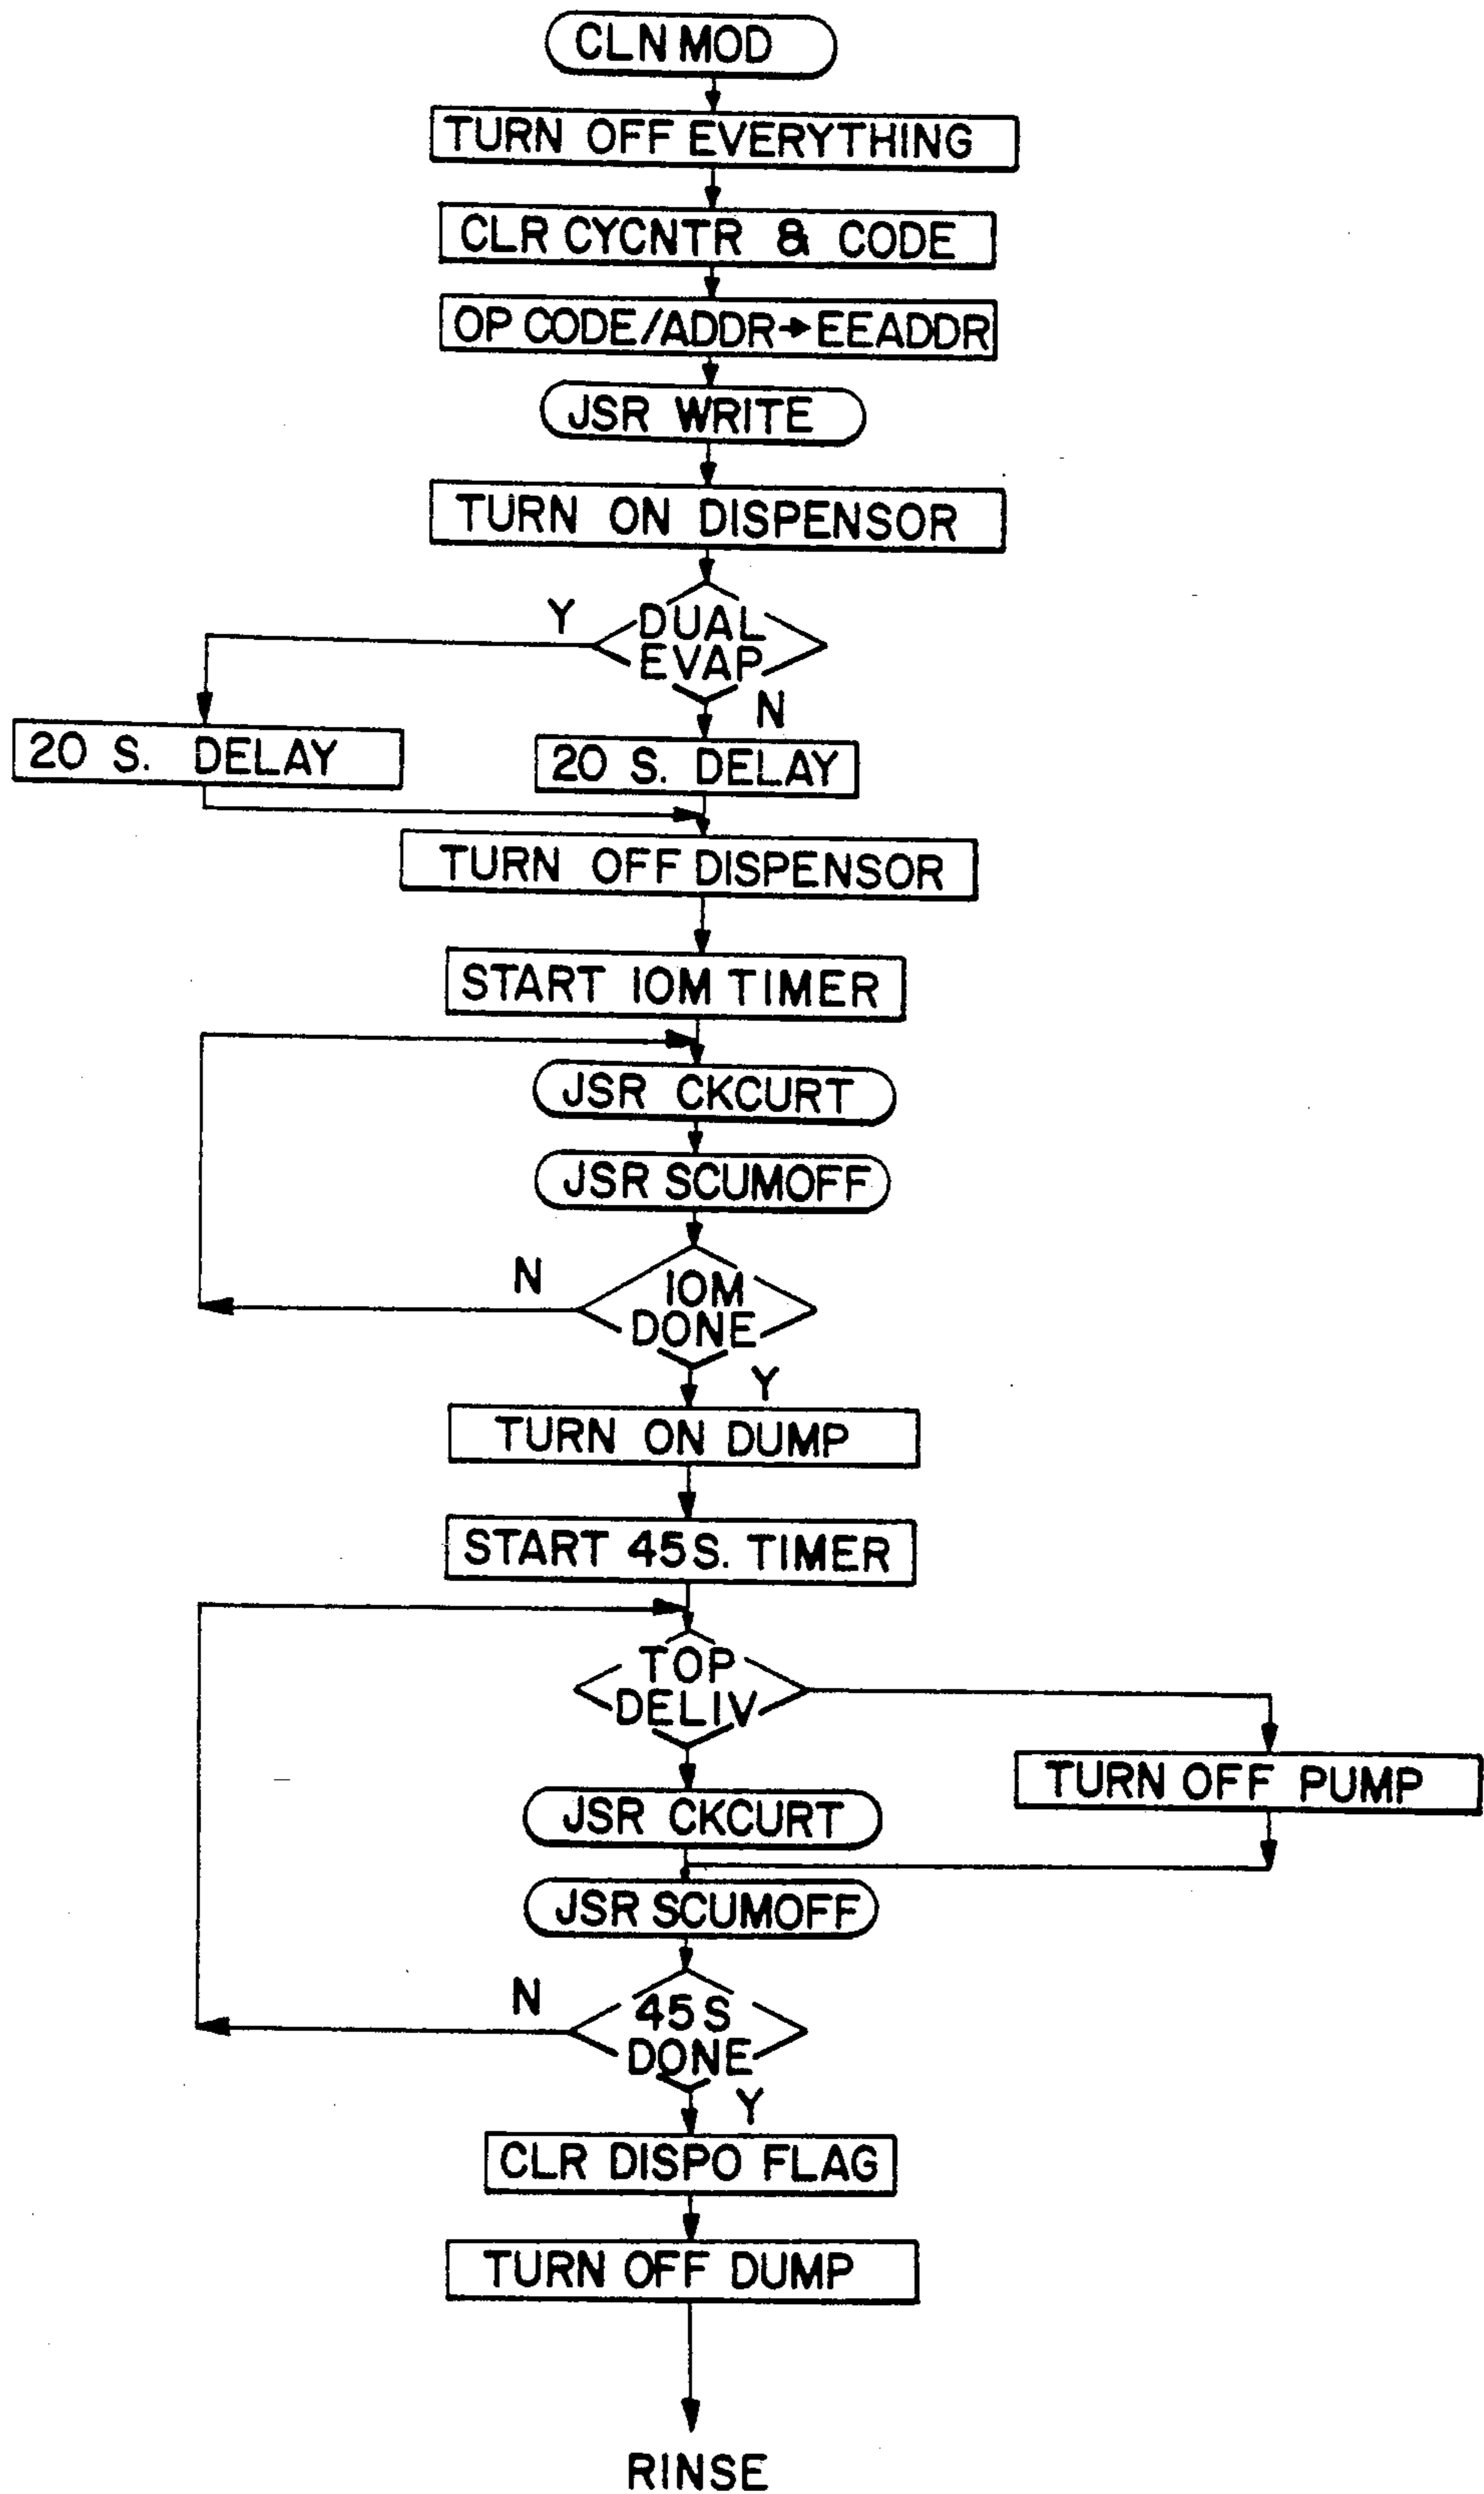 CLN MOD
TURN OFF EVERYTHING
CLR CYCNTR & CODE
OP CODE/ADDR→EEADDR
JSR WRITE
TURN ON DISPENSOR
Y
DUAL
EVAP
N
20 S. DELAY
20 S. DELAY
TURN OFF DISPENSOR
START 10M TIMER
JSR CKCURT
JSR SCUMOFF
N
10M
DONE
Y
TURN ON DUMP
START 45S. TIMER
TOP
DELIV
TURN OFF PUMP
JSR CKCURT
JSR SCUMOFF
N
45S
DONE
Y
CLR DISPO FLAG
TURN OFF DUMP
RINSE